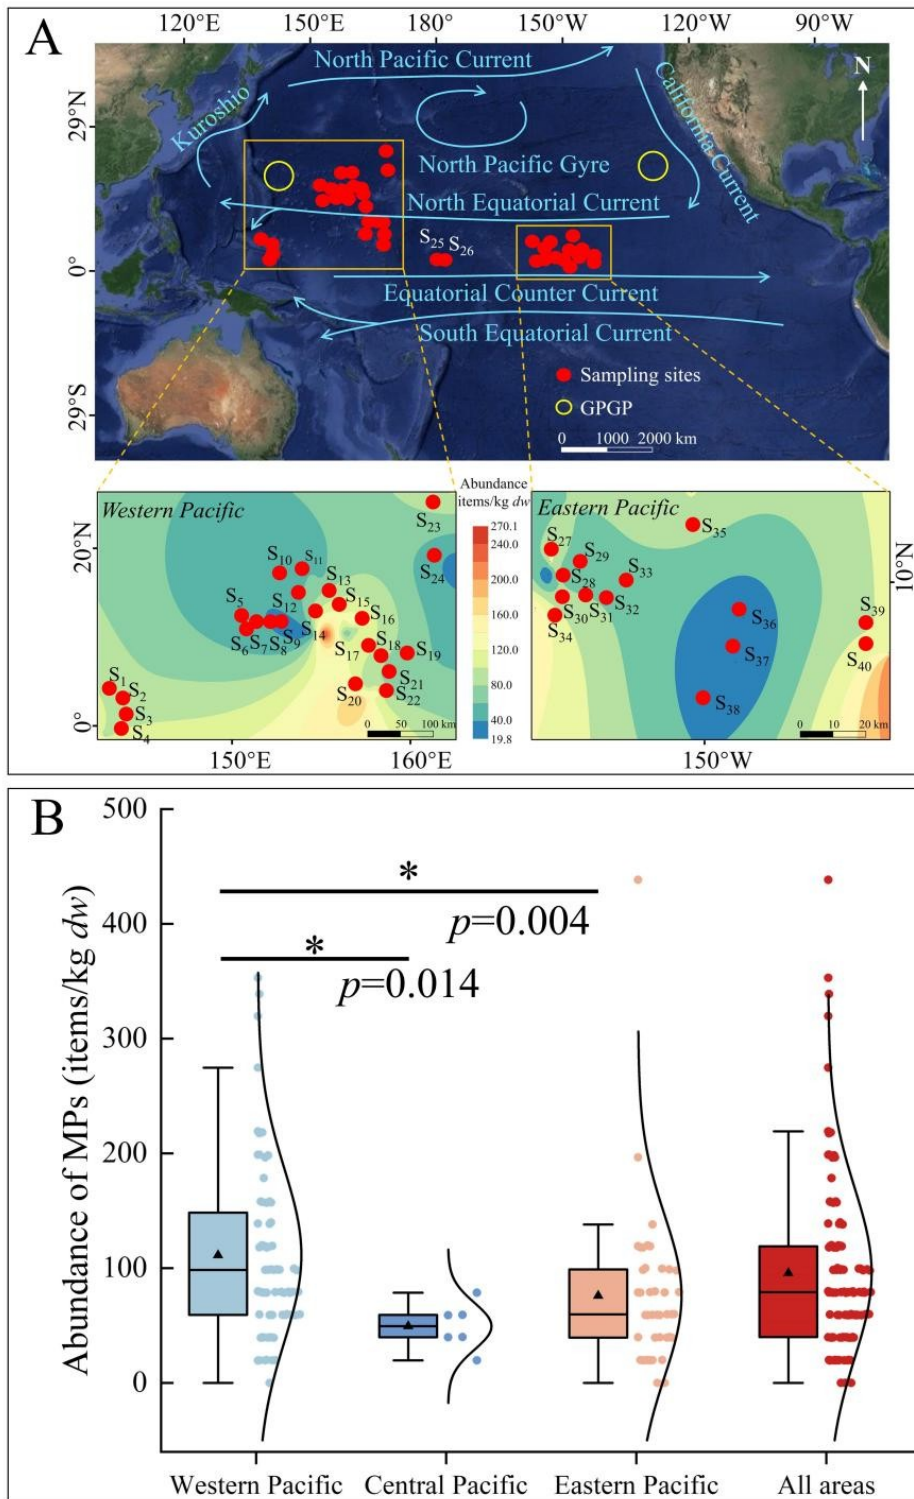 A
120°E 150°E 180° 150°W 120°W 90°W
29°N
0°
29°S
North Pacific Current
Kuroshio
California Current
N
North Pacific Gyre
North Equatorial Current
S25 S26
Equatorial Counter Current
South Equatorial Current
Sampling sites
GPGP
0 1000 2000 km
Western Pacific
20°N
0°
150°E 160°E
S1
S2
S3
S4
S5
S6
S7
S8
S9
S10
S11
S12
S13
S14
S15
S16
S17
S18
S19
S20
S21
S22
S23
S24
0 50 100 km
Abundance
items/kg dw
270.1
240.0
200.0
160.0
120.0
80.0
40.0
19.8
Eastern Pacific
10°N
150°W
S27
S28
S29
S30
S31
S32
S33
S34
S35
S36
S37
S38
S39
S40
0 10 20 km
B
Abundance of MPs (items/kg dw)
500
400
300
200
100
0
*
p=0.004
*
p=0.014
Western Pacific Central Pacific Eastern Pacific All areas